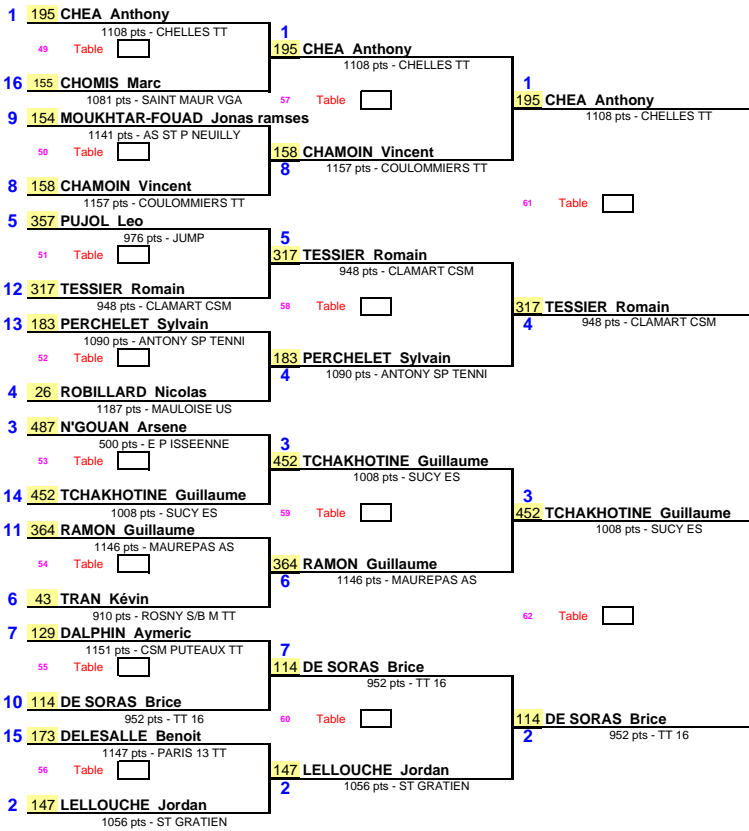 1 195 CHEA Anthony
1108 pts - CHELLES TT
49 Table
16 155 CHOMIS Marc
1081 pts - SAINT MAUR VGA
9 154 MOUKHTAR-FOUAD Jonas ramses
1141 pts - AS ST P NEUILLY
50 Table
8 158 CHAMOIN Vincent
1157 pts - COULOMMIERS TT
5 357 PUJOL Leo
976 pts - JUMP
51 Table
12 317 TESSIER Romain
948 pts - CLAMART CSM
13 183 PERCHELET Sylvain
1090 pts - ANTONY SP TENNI
52 Table
4 26 ROBILLARD Nicolas
1187 pts - MAULOISE US
3 487 N'GOUAN Arsene
500 pts - E P ISSEENNE
53 Table
14 452 TCHAKHOTINE Guillaume
1008 pts - SUCY ES
11 364 RAMON Guillaume
1146 pts - MAUREPAS AS
54 Table
6 43 TRAN Kévin
910 pts - ROSNY S/B M TT
7 129 DALPHIN Aymeric
1151 pts - CSM PUTEAUX TT
55 Table
10 114 DE SORAS Brice
952 pts - TT 16
15 173 DELESALLE Benoit
1147 pts - PARIS 13 TT
56 Table
2 147 LELLOUCHE Jordan
1056 pts - ST GRATIEN
1
195 CHEA Anthony
1108 pts - CHELLES TT
57 Table
158 CHAMOIN Vincent
8 1157 pts - COULOMMIERS TT
5
317 TESSIER Romain
948 pts - CLAMART CSM
58 Table
183 PERCHELET Sylvain
4 1090 pts - ANTONY SP TENNI
3
452 TCHAKHOTINE Guillaume
1008 pts - SUCY ES
59 Table
364 RAMON Guillaume
6 1146 pts - MAUREPAS AS
7
114 DE SORAS Brice
952 pts - TT 16
60 Table
147 LELLOUCHE Jordan
2 1056 pts - ST GRATIEN
1
195 CHEA Anthony
1108 pts - CHELLES TT
61 Table
317 TESSIER Romain
4 948 pts - CLAMART CSM
3
452 TCHAKHOTINE Guillaume
1008 pts - SUCY ES
62 Table
114 DE SORAS Brice
2 952 pts - TT 16